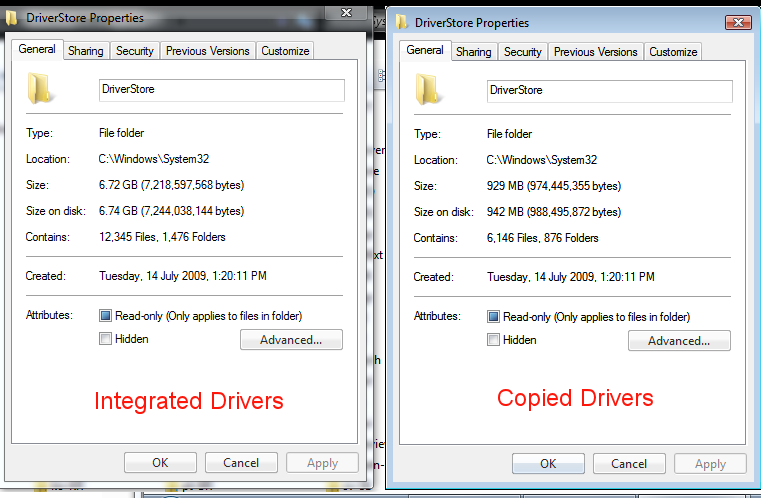 DriverStore Properties
General Sharing Security Previous Versions Customize
DriverStore
Type: File folder
Location: C:\Windows\System32
Size: 6.72 GB (7,218,597,568 bytes)
Size on disk: 6.74 GB (7,244,038,144 bytes)
Contains: 12,345 Files, 1,476 Folders
Created: Tuesday, 14 July 2009, 1:20:11 PM
Attributes: Read-only (Only applies to files in folder)
Hidden Advanced...
Integrated Drivers
OK Cancel Apply
DriverStore Properties
General Sharing Security Previous Versions Customize
DriverStore
Type: File folder
Location: C:\Windows\System32
Size: 929 MB (974,445,355 bytes)
Size on disk: 942 MB (988,495,872 bytes)
Contains: 6,146 Files, 876 Folders
Created: Tuesday, 14 July 2009, 1:20:11 PM
Attributes: Read-only (Only applies to files in folder)
Hidden Advanced...
Copied Drivers
OK Cancel Apply